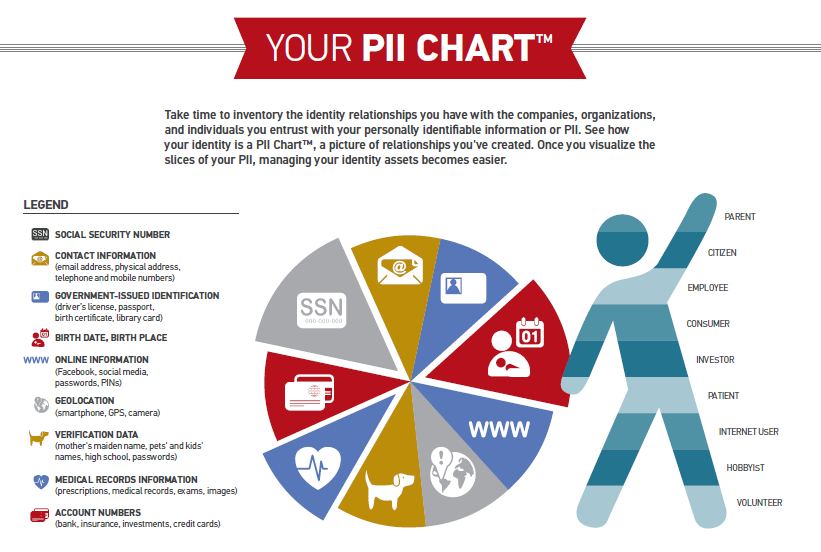 YOUR PII CHART™
Take time to inventory the identity relationships you have with the companies, organizations,
and individuals you entrust with your personally identifiable information or PII. See how
your identity is a PII Chart™, a picture of relationships you've created. Once you visualize the
slices of your PII, managing your identity assets becomes easier.
LEGEND
SSN
SOCIAL SECURITY NUMBER
@
CONTACT INFORMATION
(email address, physical address,
telephone and mobile numbers)
GOVERNMENT-ISSUED IDENTIFICATION
(driver's license, passport,
birth certificate, library card)
BIRTH DATE, BIRTH PLACE
WWW
ONLINE INFORMATION
(Facebook, social media,
passwords, PINs)
GEOLOCATION
(smartphone, GPS, camera)
VERIFICATION DATA
(mother's maiden name, pets' and kids'
names, high school, passwords)
MEDICAL RECORDS INFORMATION
(prescriptions, medical records, exams, images)
ACCOUNT NUMBERS
(bank, insurance, investments, credit cards)
@
SSN
000-000-000
01
WWW
PARENT
CITIZEN
EMPLOYEE
CONSUMER
INVESTOR
PATIENT
INTERNET USER
HOBBYIST
VOLUNTEER